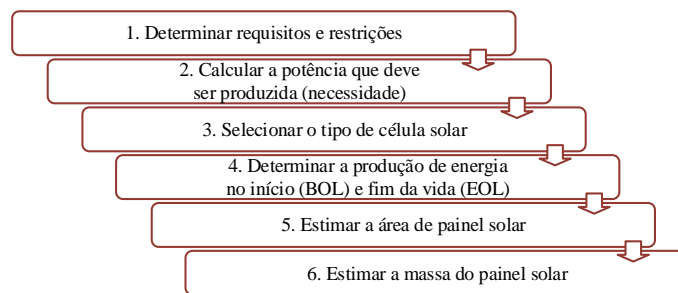 1. Determinar requisitos e restrições
2. Calcular a potência que deve
ser produzida (necessidade)
3. Selecionar o tipo de célula solar
4. Determinar a produção de energia
no início (BOL) e fim da vida (EOL)
5. Estimar a área de painel solar
6. Estimar a massa do painel solar